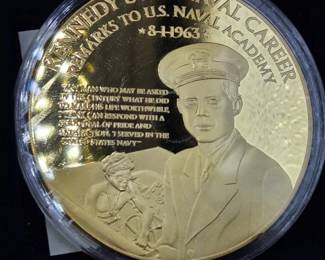 KENNEDY NAVAL CAREER
REMARKS TO U.S. NAVAL ACADEMY
*8-1-1963*
MAN WHO MAY BE ASKED
CENTURY WHAT HE DID
HIS LIFE WORTHWHILE
CAN RESPOND WITH A
OF PRIDE AND
I SERVED IN THE
STATES NAVY"